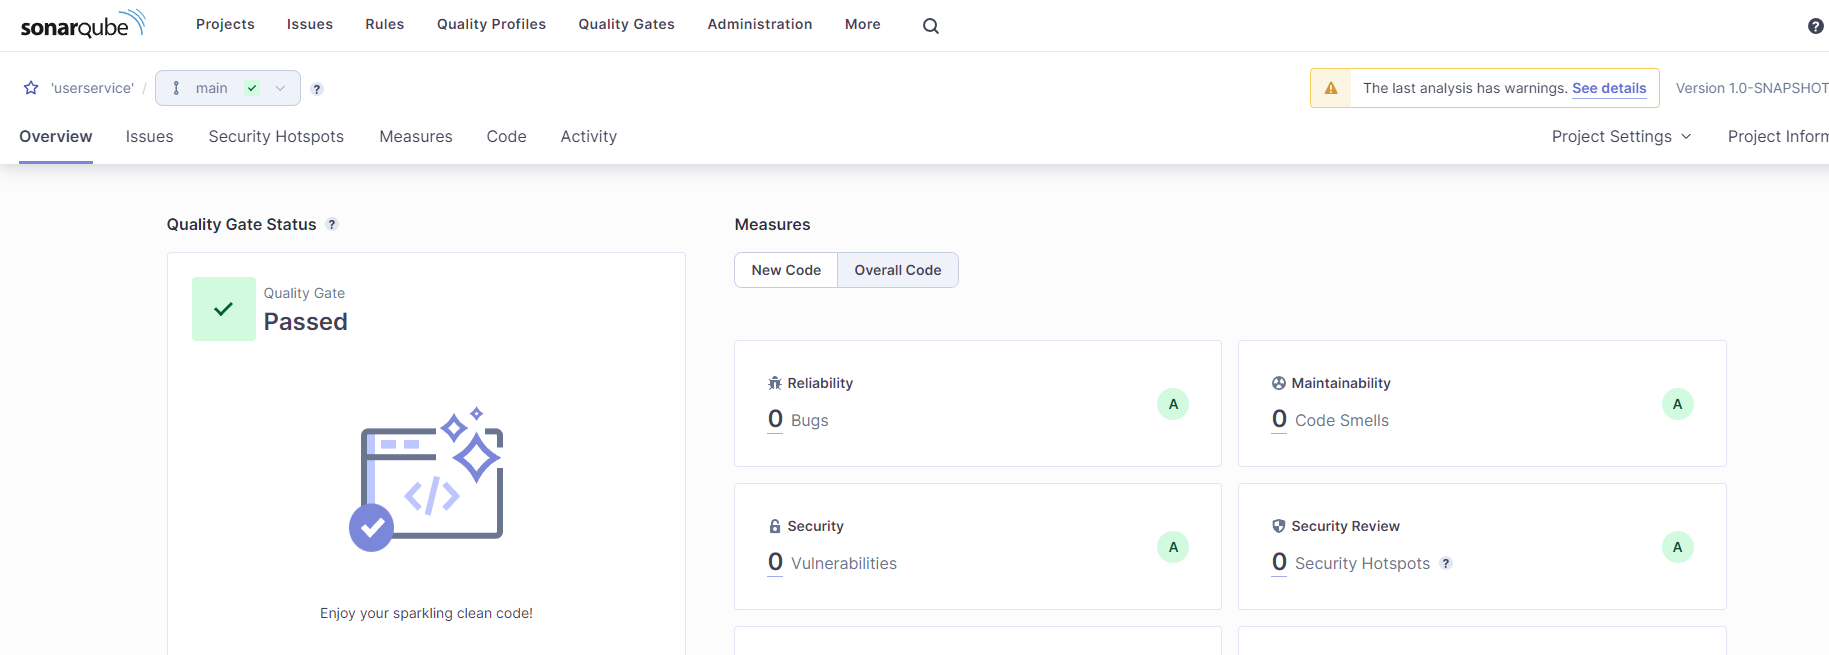 sonarqube Projects Issues Rules Quality Profiles Quality Gates Administration More ?
'userservice' / main ? The last analysis has warnings. See details Version 1.0-SNAPSHOT
Overview Issues Security Hotspots Measures Code Activity Project Settings Project Inform
Quality Gate Status ?
Measures
New Code Overall Code
Quality Gate
Passed
</>
Enjoy your sparkling clean code!
Reliability
0 Bugs
A
Maintainability
0 Code Smells
A
Security
0 Vulnerabilities
A
Security Review
0 Security Hotspots ?
A